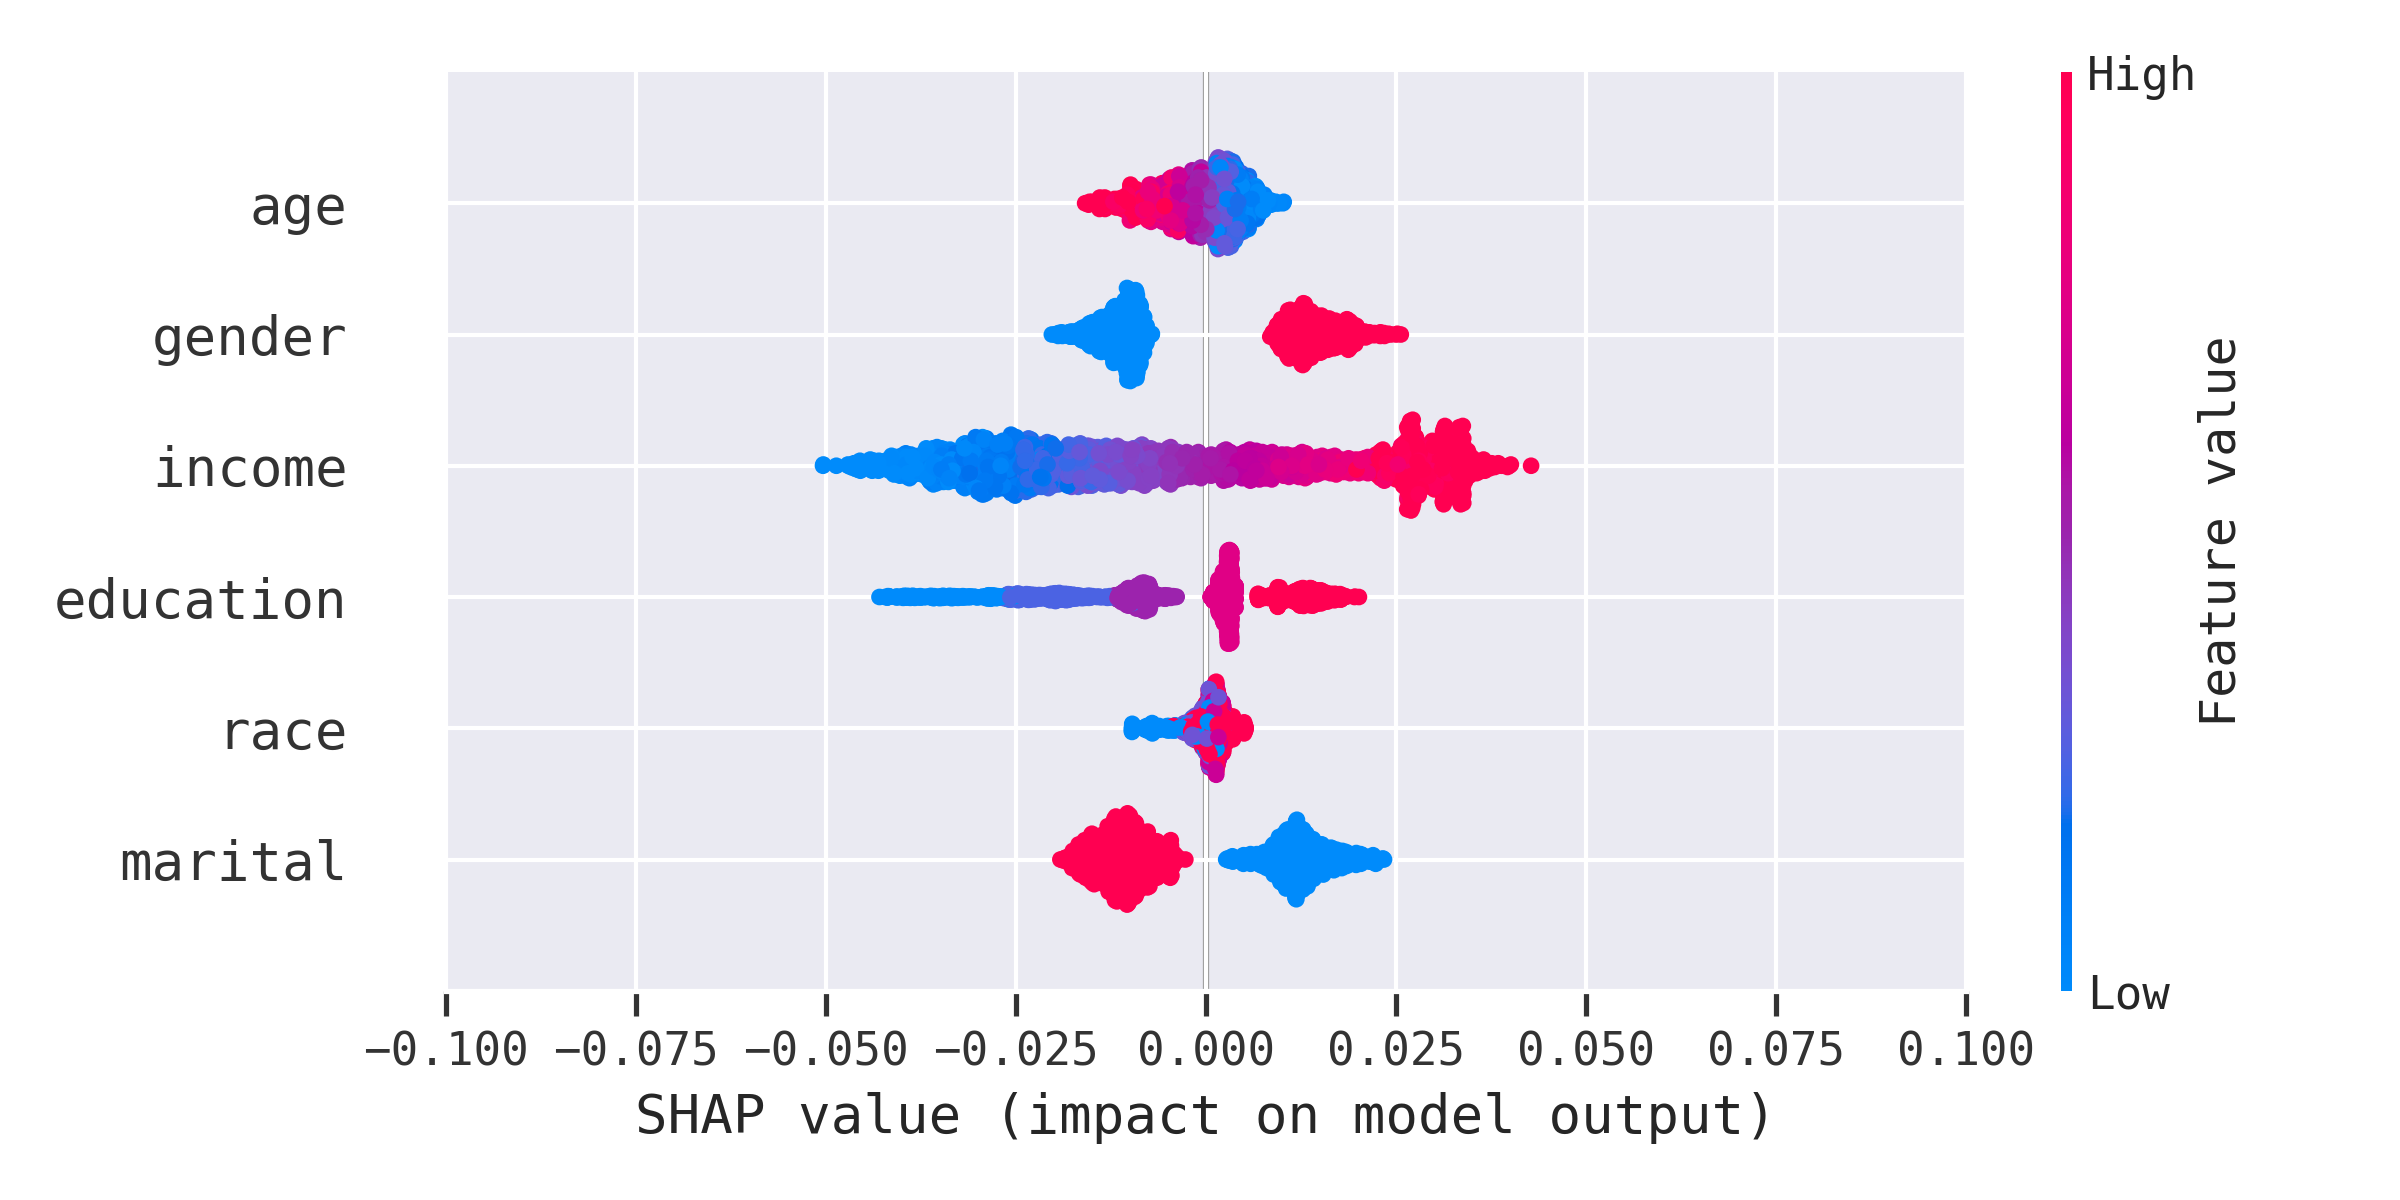 High
age
gender
income
education
race
marital
Feature value
Low
−0.100 −0.075 −0.050 −0.025 0.000 0.025 0.050 0.075 0.100
SHAP value (impact on model output)